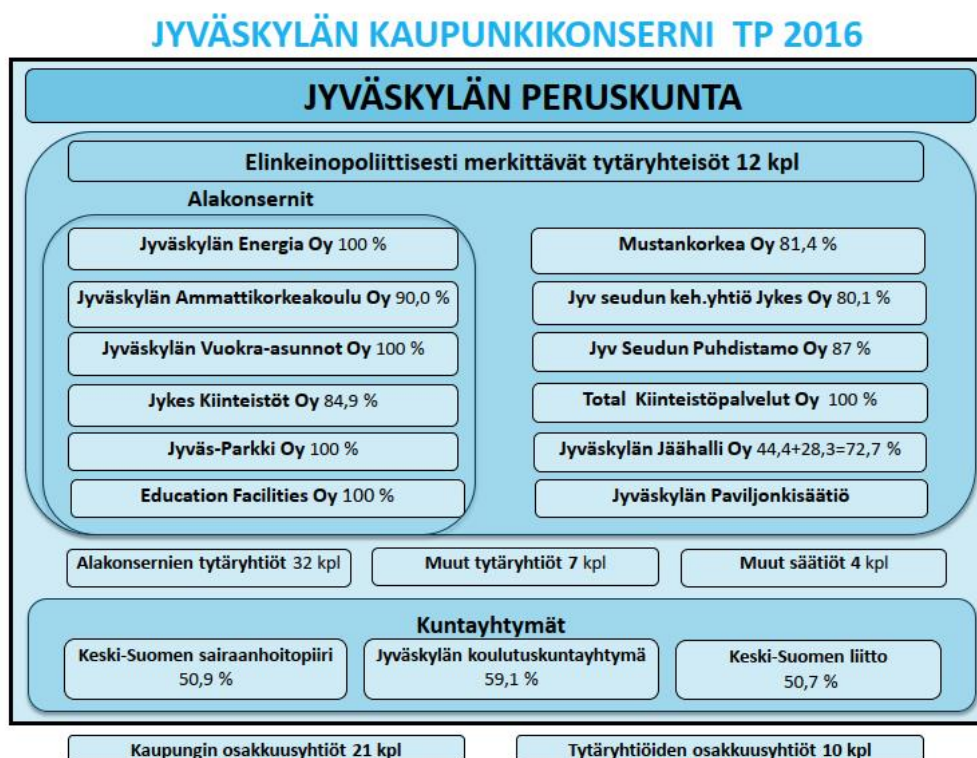 JYVÄSKYLÄN KAUPUNKIKONSERNI TP 2016
JYVÄSKYLÄN PERUSKUNTA
Elinkeinopoliittisesti merkittävät tytäryhteisöt 12 kpl
Alakonsernit
Jyväskylän Energia Oy 100 %
Jyväskylän Ammattikorkeakoulu Oy 90,0 %
Jyväskylän Vuokra-asunnot Oy 100 %
Jykes Kiinteistöt Oy 84,9 %
Jyväs-Parkki Oy 100 %
Education Facilities Oy 100 %
Mustankorkea Oy 81,4 %
Jyv seudun keh.yhtiö Jykes Oy 80,1 %
Jyv Seudun Puhdistamo Oy 87 %
Total Kiinteistöpalvelut Oy 100 %
Jyväskylän Jäähalli Oy 44,4+28,3=72,7 %
Jyväskylän Paviljonkisäätiö
Alakonsernien tytäryhtiöt 32 kpl
Muut tytäryhtiöt 7 kpl
Muut säätiöt 4 kpl
Kuntayhtymät
Keski-Suomen sairaanhoitopiiri
50,9 %
Jyväskylän koulutuskuntayhtymä
59,1 %
Keski-Suomen liitto
50,7 %
Kaupungin osakkuusyhtiöt 21 kpl
Tytäryhtiöiden osakkuusyhtiöt 10 kpl